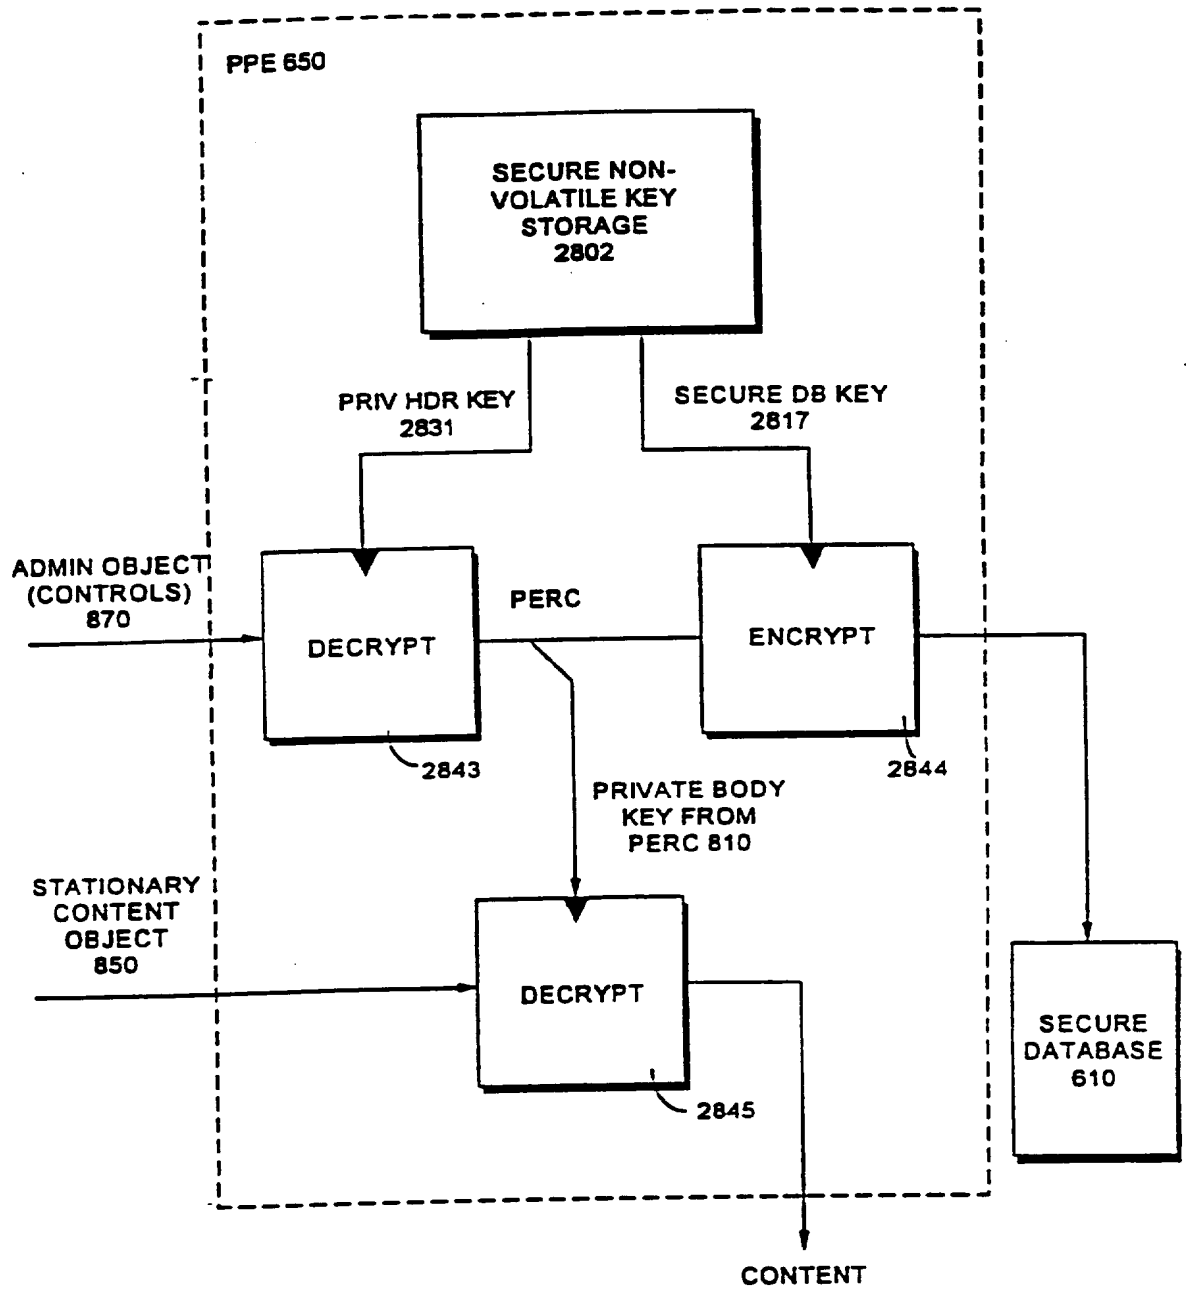 PPE 650
SECURE NON-
VOLATILE KEY
STORAGE
2802
PRIV HDR KEY
2831
SECURE DB KEY
2817
ADMIN OBJECT
(CONTROLS)
870
DECRYPT
PERC
ENCRYPT
2843
2844
PRIVATE BODY
KEY FROM
PERC 810
STATIONARY
CONTENT
OBJECT
850
DECRYPT
2845
SECURE
DATABASE
610
CONTENT